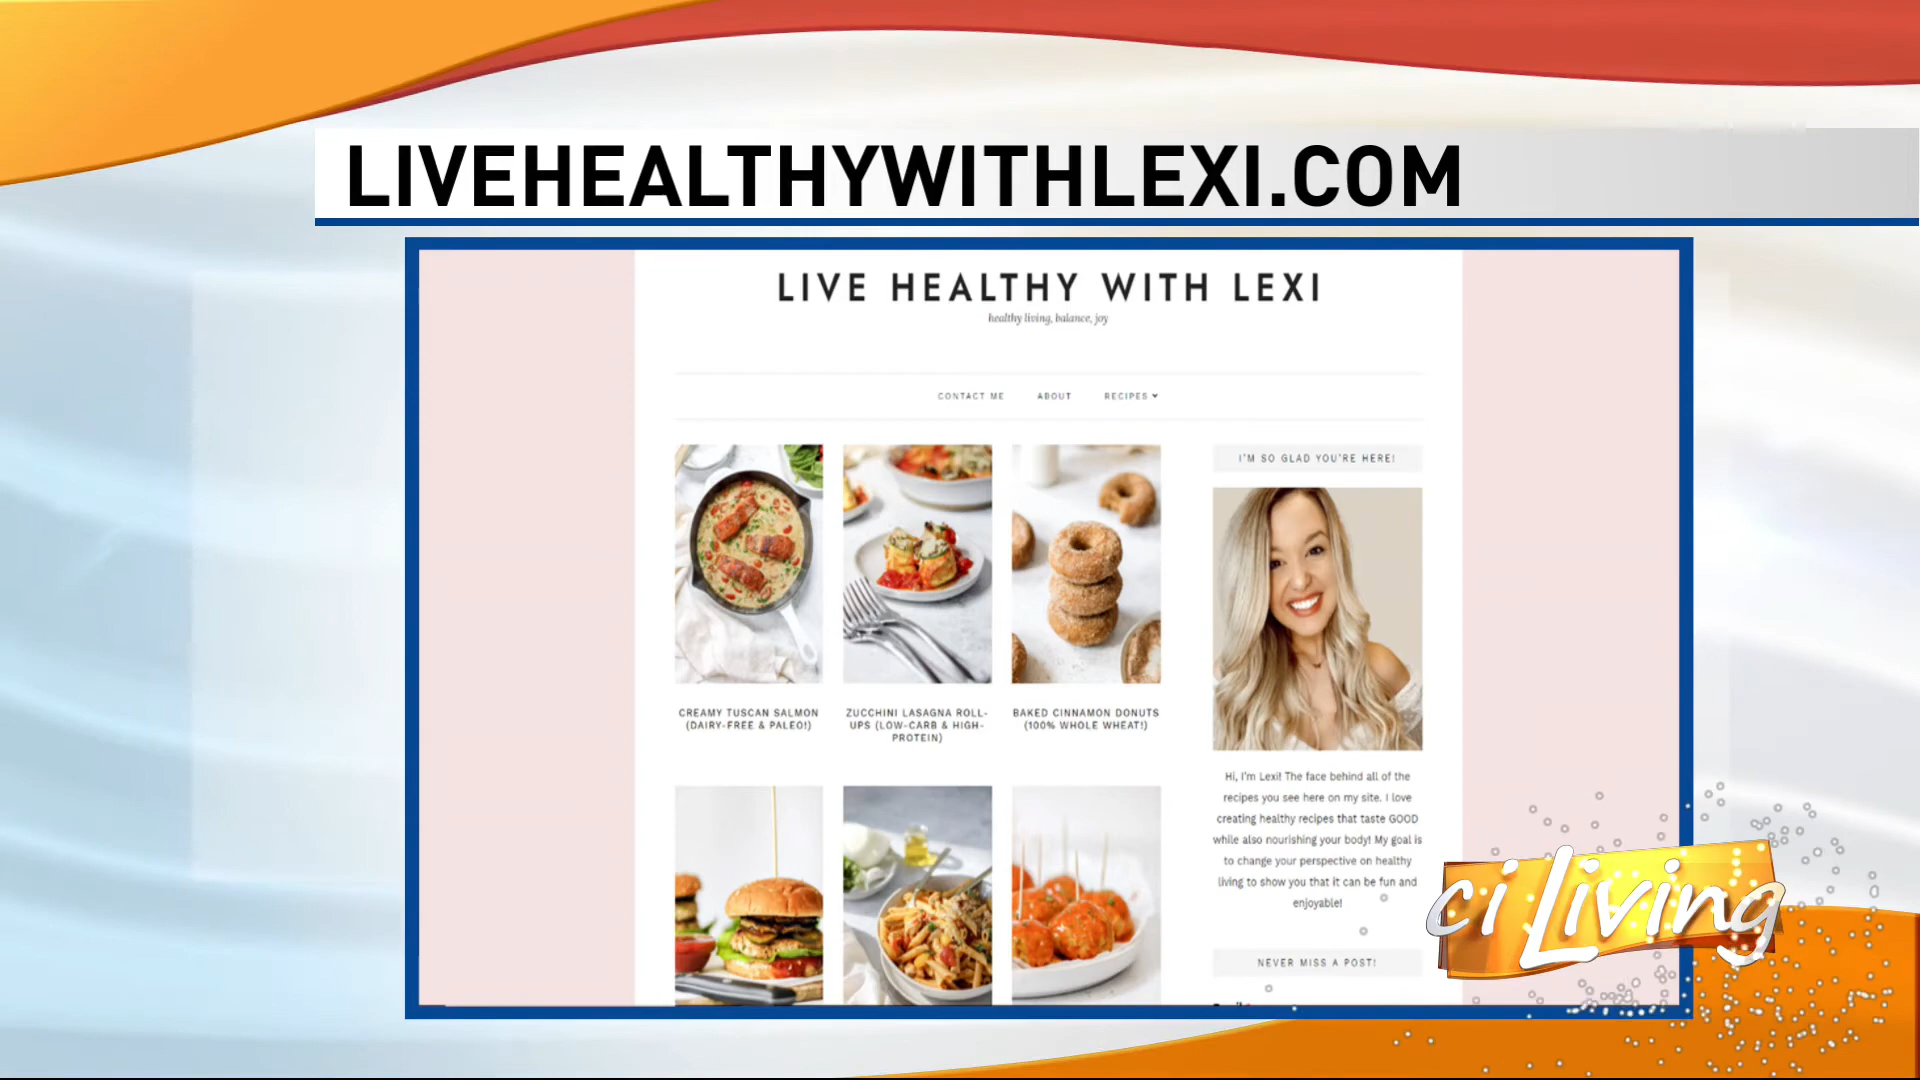 LIVEHEALTHYWITHLEXI.COM
LIVE HEALTHY WITH LEXI
healthy living, balance, joy
CONTACT ME ABOUT RECIPES
CREAMY TUSCAN SALMON
(DAIRY-FREE & PALEO!)
ZUCCHINI LASAGNA ROLL-
UPS (LOW-CARB & HIGH-
PROTEIN)
BAKED CINNAMON DONUTS
(100% WHOLE WHEAT!)
I'M SO GLAD YOU'RE HERE!
Hi, I'm Lexi! The face behind all of the
recipes you see here on my site. I love
creating healthy recipes that taste GOOD
while also nourishing your body! My goal is
to change your perspective on healthy
living to show you that it can be fun and
enjoyable!
NEVER MISS A POST!
ci Living